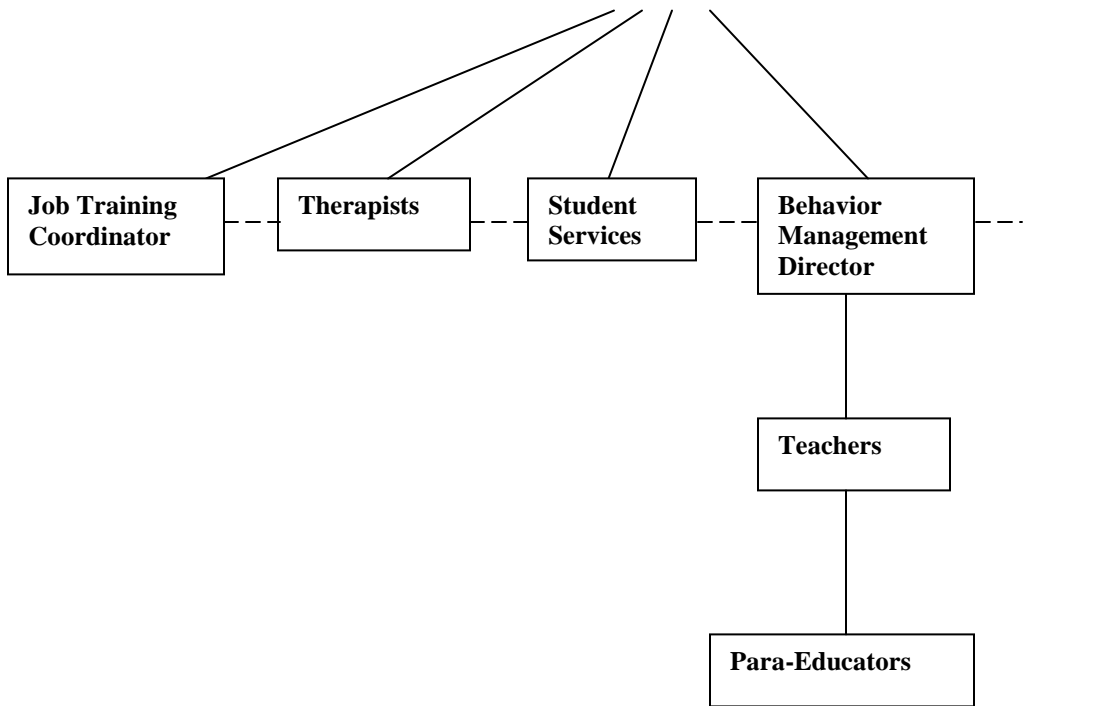 Job Training
Coordinator
Therapists
Student
Services
Behavior
Management
Director
Teachers
Para-Educators